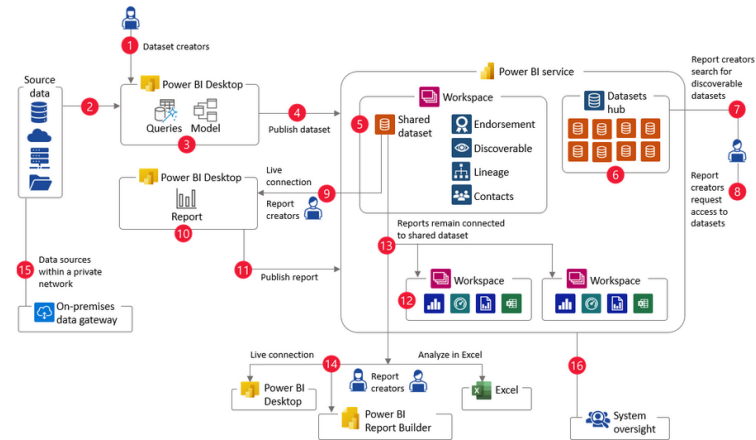 1
Dataset creators
Source
data
2
Power BI Desktop
Queries
Model
3
4
Publish dataset
Power BI service
Workspace
5
Shared
dataset
Endorsement
Discoverable
Lineage
Contacts
Datasets
hub
6
Report creators
search for
discoverable
datasets
7
8
Report
creators
request
access to
datasets
Live
connection
9
Report
creators
Power BI Desktop
Report
10
11
Publish report
Reports remain connected
to shared dataset
13
Workspace
12
Workspace
15
Data sources
within a private
network
On-premises
data gateway
Live connection
14
Analyze in Excel
Report
creators
Power BI
Desktop
Power BI
Report Builder
Excel
16
System
oversight